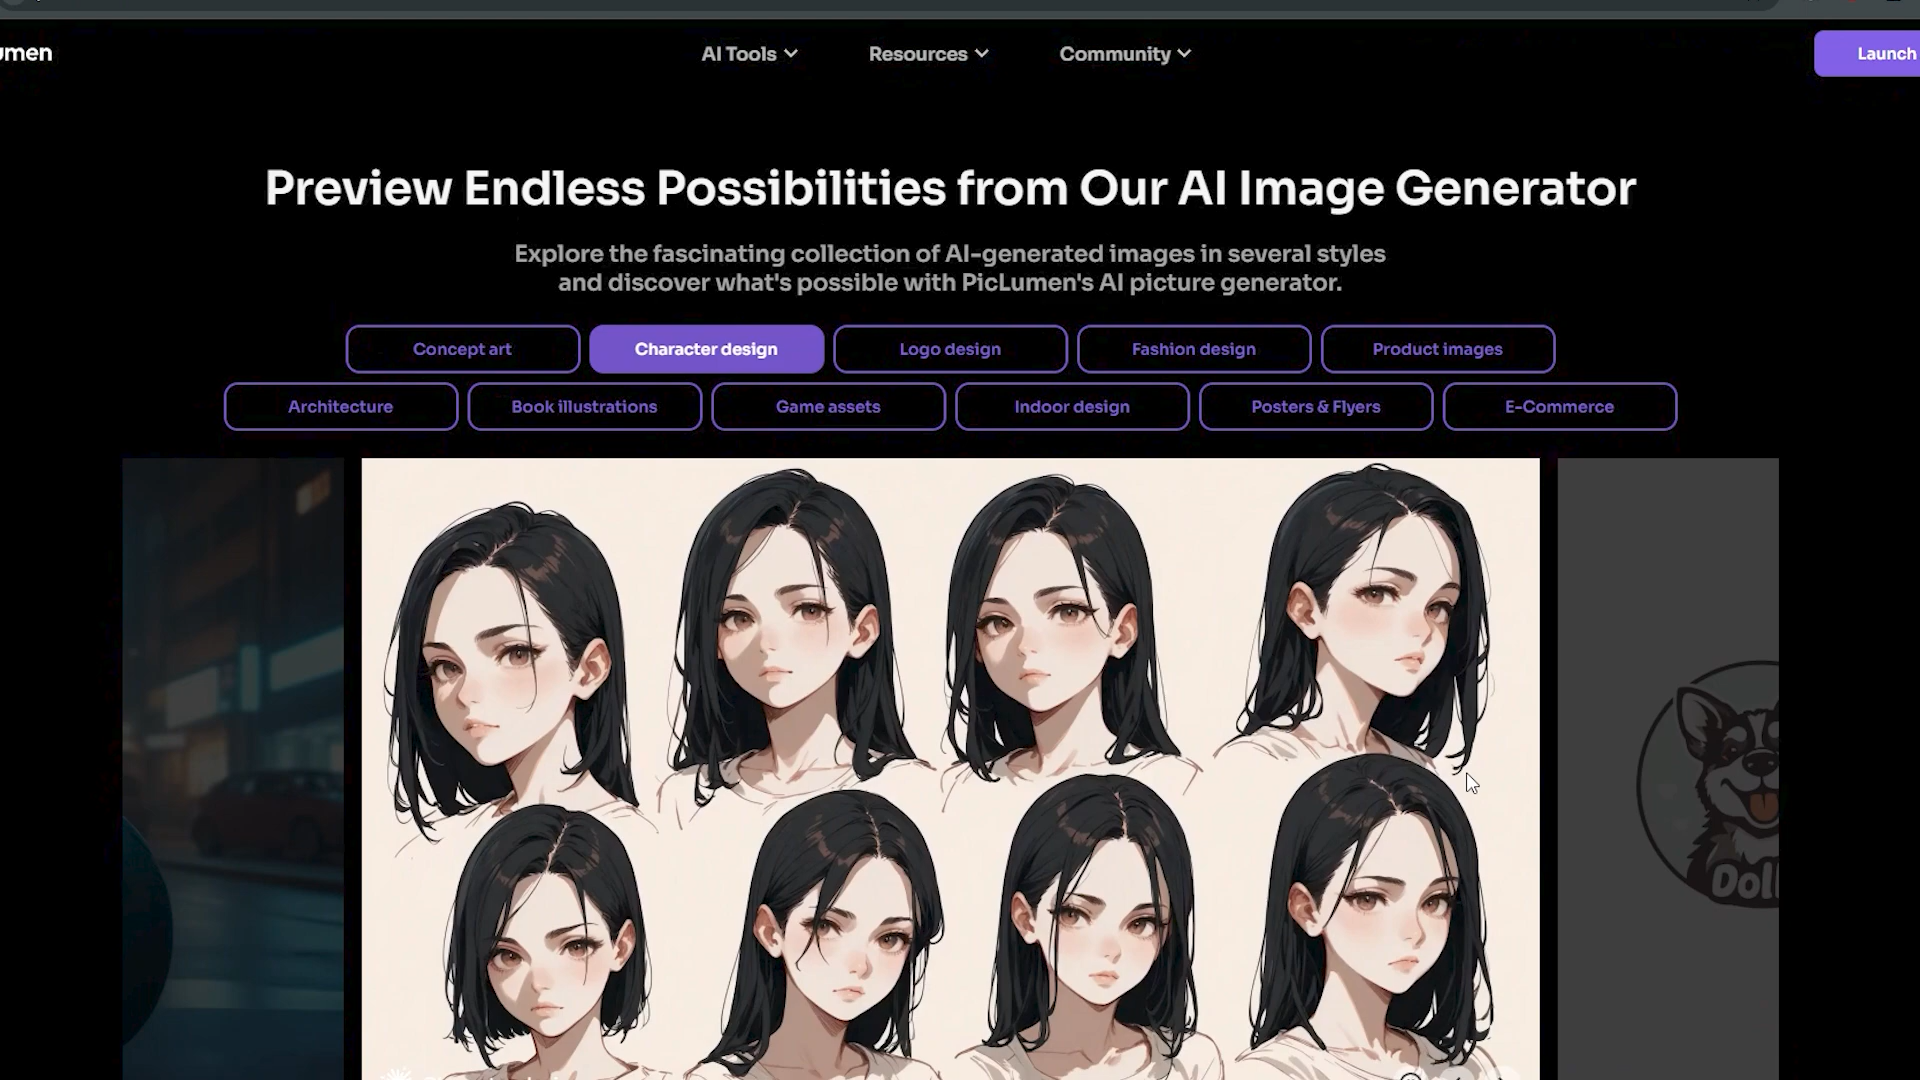 umen
AI Tools
Resources
Community
Launch
Preview Endless Possibilities from Our AI Image Generator
Explore the fascinating collection of AI-generated images in several styles
and discover what's possible with PicLumen's AI picture generator.
Concept art
Character design
Logo design
Fashion design
Product images
Architecture
Book illustrations
Game assets
Indoor design
Posters & Flyers
E-Commerce
Doll